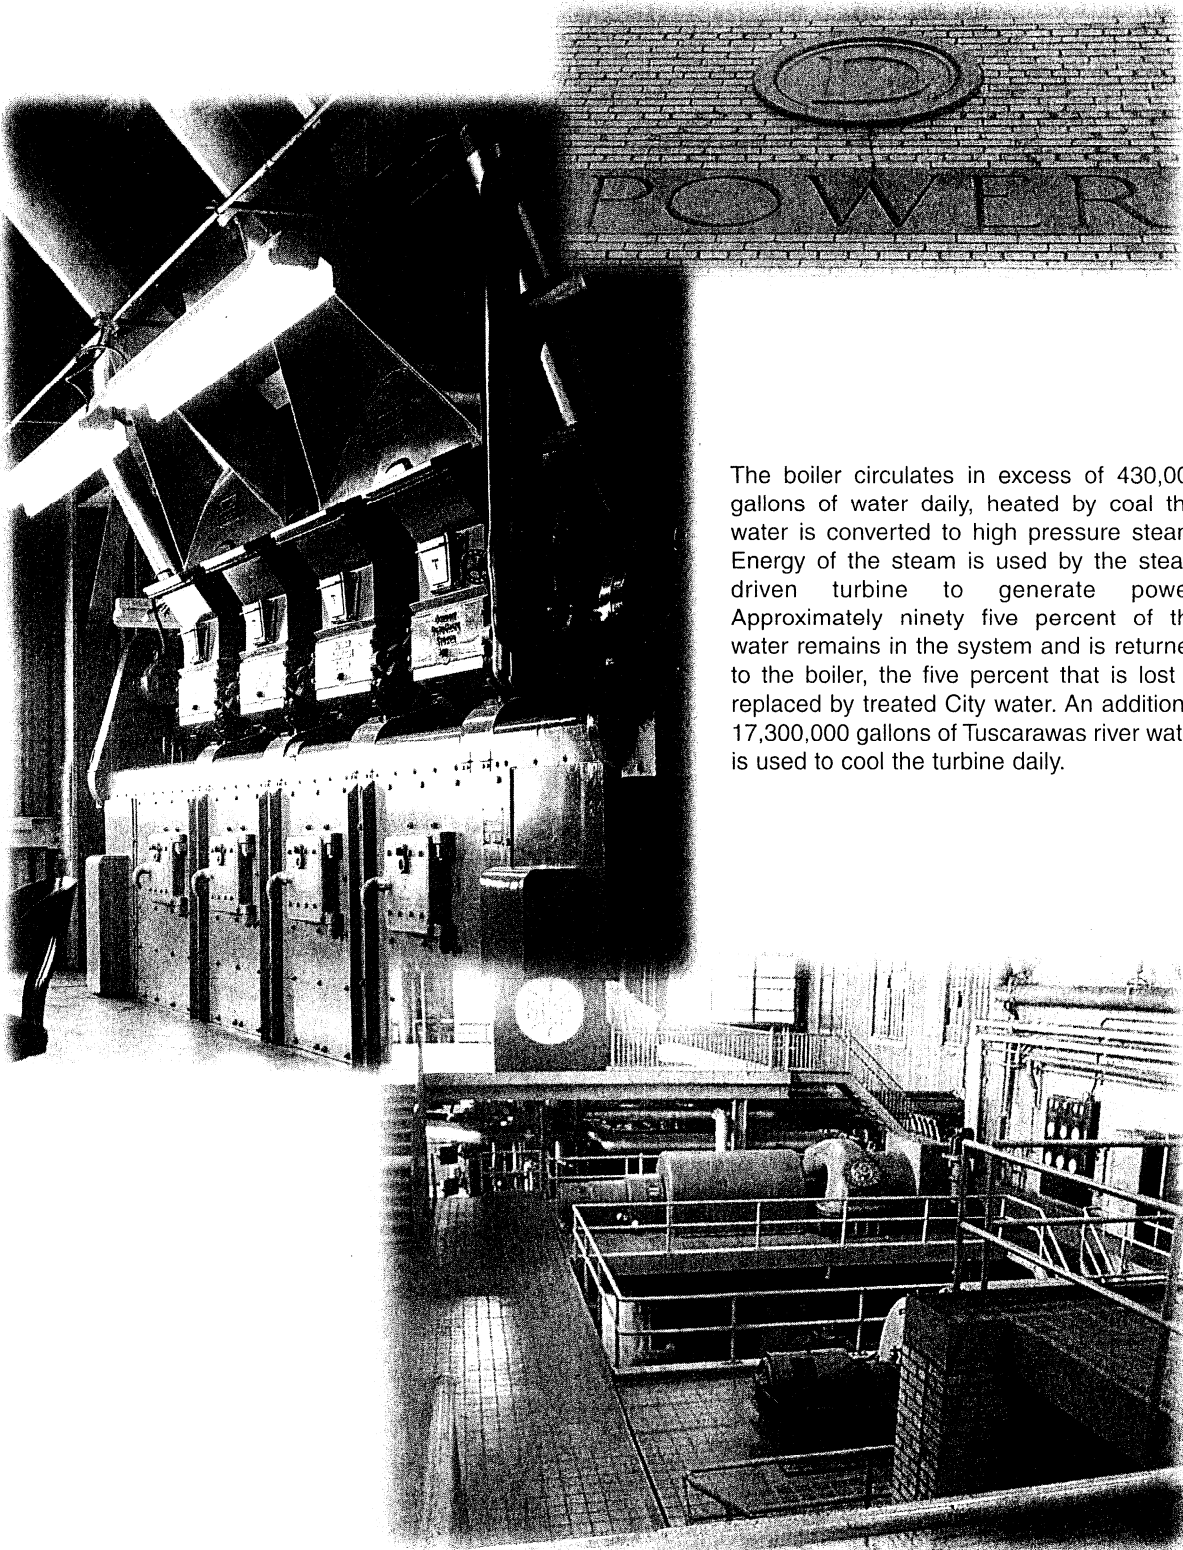 D
POWER
The boiler circulates in excess of 430,00
gallons of water daily, heated by coal th
water is converted to high pressure stear
Energy of the steam is used by the stea
driven turbine to generate powe
Approximately ninety five percent of th
water remains in the system and is returne
to the boiler, the five percent that is lost
replaced by treated City water. An addition
17,300,000 gallons of Tuscarawas river wat
is used to cool the turbine daily.